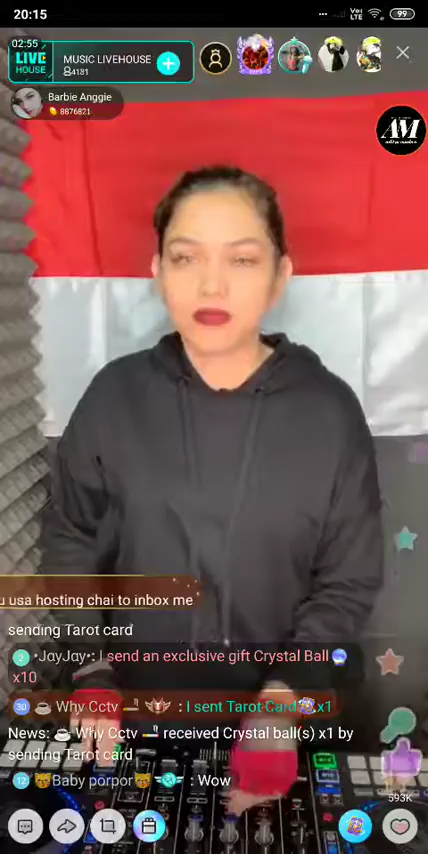 20:15
Vo)
LTE
99
02:55
LIVE
HOUSE
MUSIC LIVEHOUSE
4181
Barbie Anggie
8876821
AM
usa hosting chai to inbox me
sending Tarot card
2 •JayJay•: I send an exclusive gift Crystal Ball
x10
30 Why Cctv : I sent Tarot Card x1
News: Why Cctv received Crystal ball(s) x1 by
sending Tarot card
12 Baby porpor : Wow
593K